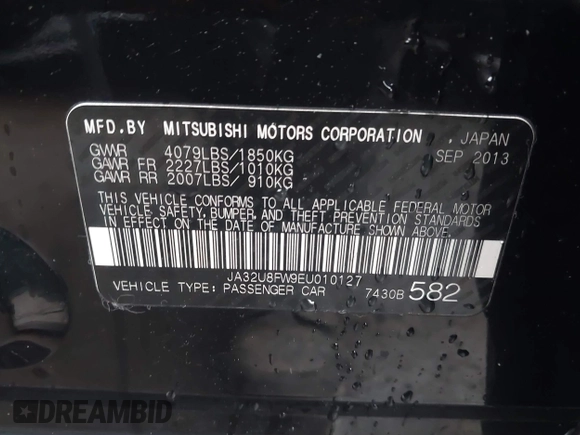 MFD.BY MITSUBISHI MOTORS CORPORATION , JAPAN
GVWR 4079LBS/1850KG SEP 2013
GAWR FR 2227LBS/1010KG
GAWR RR 2007LBS/ 910KG
THIS VEHICLE CONFORMS TO ALL APPLICABLE FEDERAL MOTOR
VEHICLE SAFETY, BUMPER, AND THEFT PREVENTION STANDARDS
IN EFFECT ON THE DATE OF MANUFACTURE SHOWN ABOVE.
JA32U8FW9EU010127
VEHICLE TYPE: PASSENGER CAR 7430B 582
DREAMBID